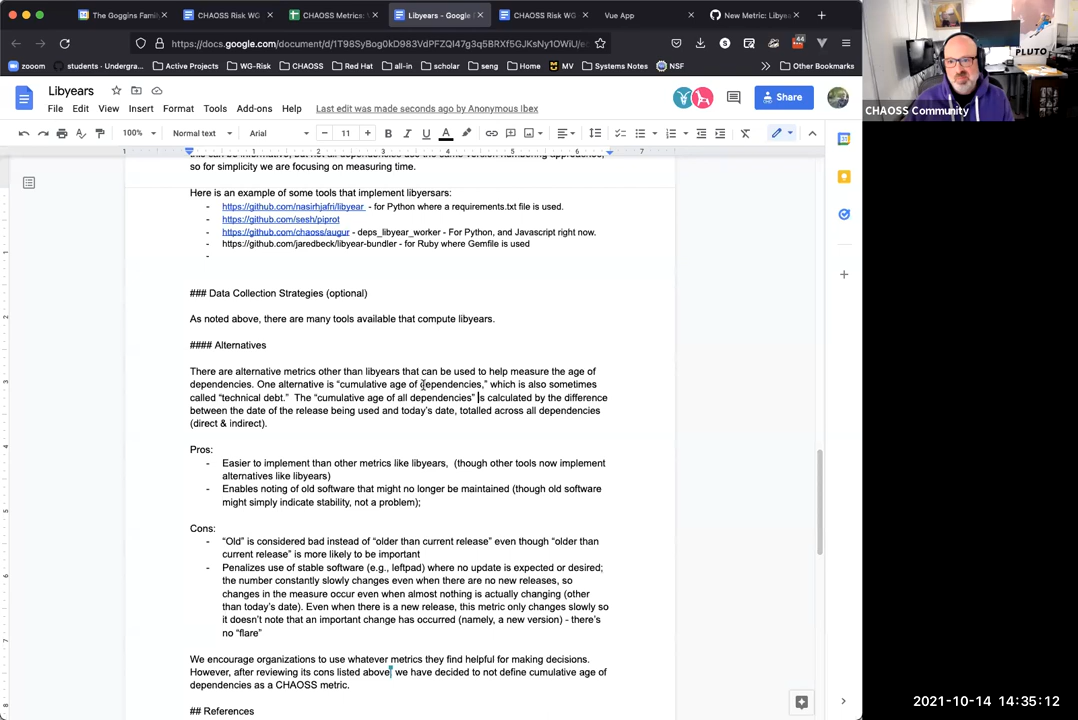 The Goggins Family
CHAOSS Risk WG
CHAOSS Metrics:
Libyears - Google
CHAOSS Risk WG
Vue App
New Metric: Libyea
https://docs.google.com/document/d/1T98SyBog0kD983VdPFZQI47g3q5BRXf5GJKsNy1OWiU/e
44
zooom
students - Undergra...
Active Projects
WG-Risk
CHAOSS
Red Hat
all-in
scholar
seng
Home
MV
Systems Notes
NSF
Other Bookmarks
Libyears
File Edit View Insert Format Tools Add-ons Help
Last edit was made seconds ago by Anonymous Ibex
Share
100% Normal text Arial 11 B I U A
1 1 2 3 4 5 6 7
so for simplicity we are focusing on measuring time.
Here is an example of some tools that implement libyersars:
- https://github.com/nasirhjafri/libyear - for Python where a requirements.txt file is used.
- https://github.com/sesh/piprot
- https://github.com/chaoss/augur - deps_libyear_worker - For Python, and Javascript right now.
- https://github.com/jaredbeck/libyear-bundler - for Ruby where Gemfile is used
-
### Data Collection Strategies (optional)
As noted above, there are many tools available that compute libyears.
#### Alternatives
There are alternative metrics other than libyears that can be used to help measure the age of
dependencies. One alternative is “cumulative age of dependencies,” which is also sometimes
called “technical debt.”  The “cumulative age of all dependencies” is calculated by the difference
between the date of the release being used and today’s date, totalled across all dependencies
(direct & indirect).
Pros:
- Easier to implement than other metrics like libyears,  (though other tools now implement
alternatives like libyears)
- Enables noting of old software that might no longer be maintained (though old software
might simply indicate stability, not a problem);
Cons:
- “Old” is considered bad instead of “older than current release” even though “older than
current release” is more likely to be important
- Penalizes use of stable software (e.g., leftpad) where no update is expected or desired;
the number constantly slowly changes even when there are no new releases, so
changes in the measure occur even when almost nothing is actually changing (other
than today’s date). Even when there is a new release, this metric only changes slowly so
it doesn’t note that an important change has occurred (namely, a new version) - there’s
no “flare”
We encourage organizations to use whatever metrics they find helpful for making decisions.
However, after reviewing its cons listed above, we have decided to not define cumulative age of
dependencies as a CHAOSS metric.
## References
PLUTO
CHAOSS Community
2021-10-14 14:35:12